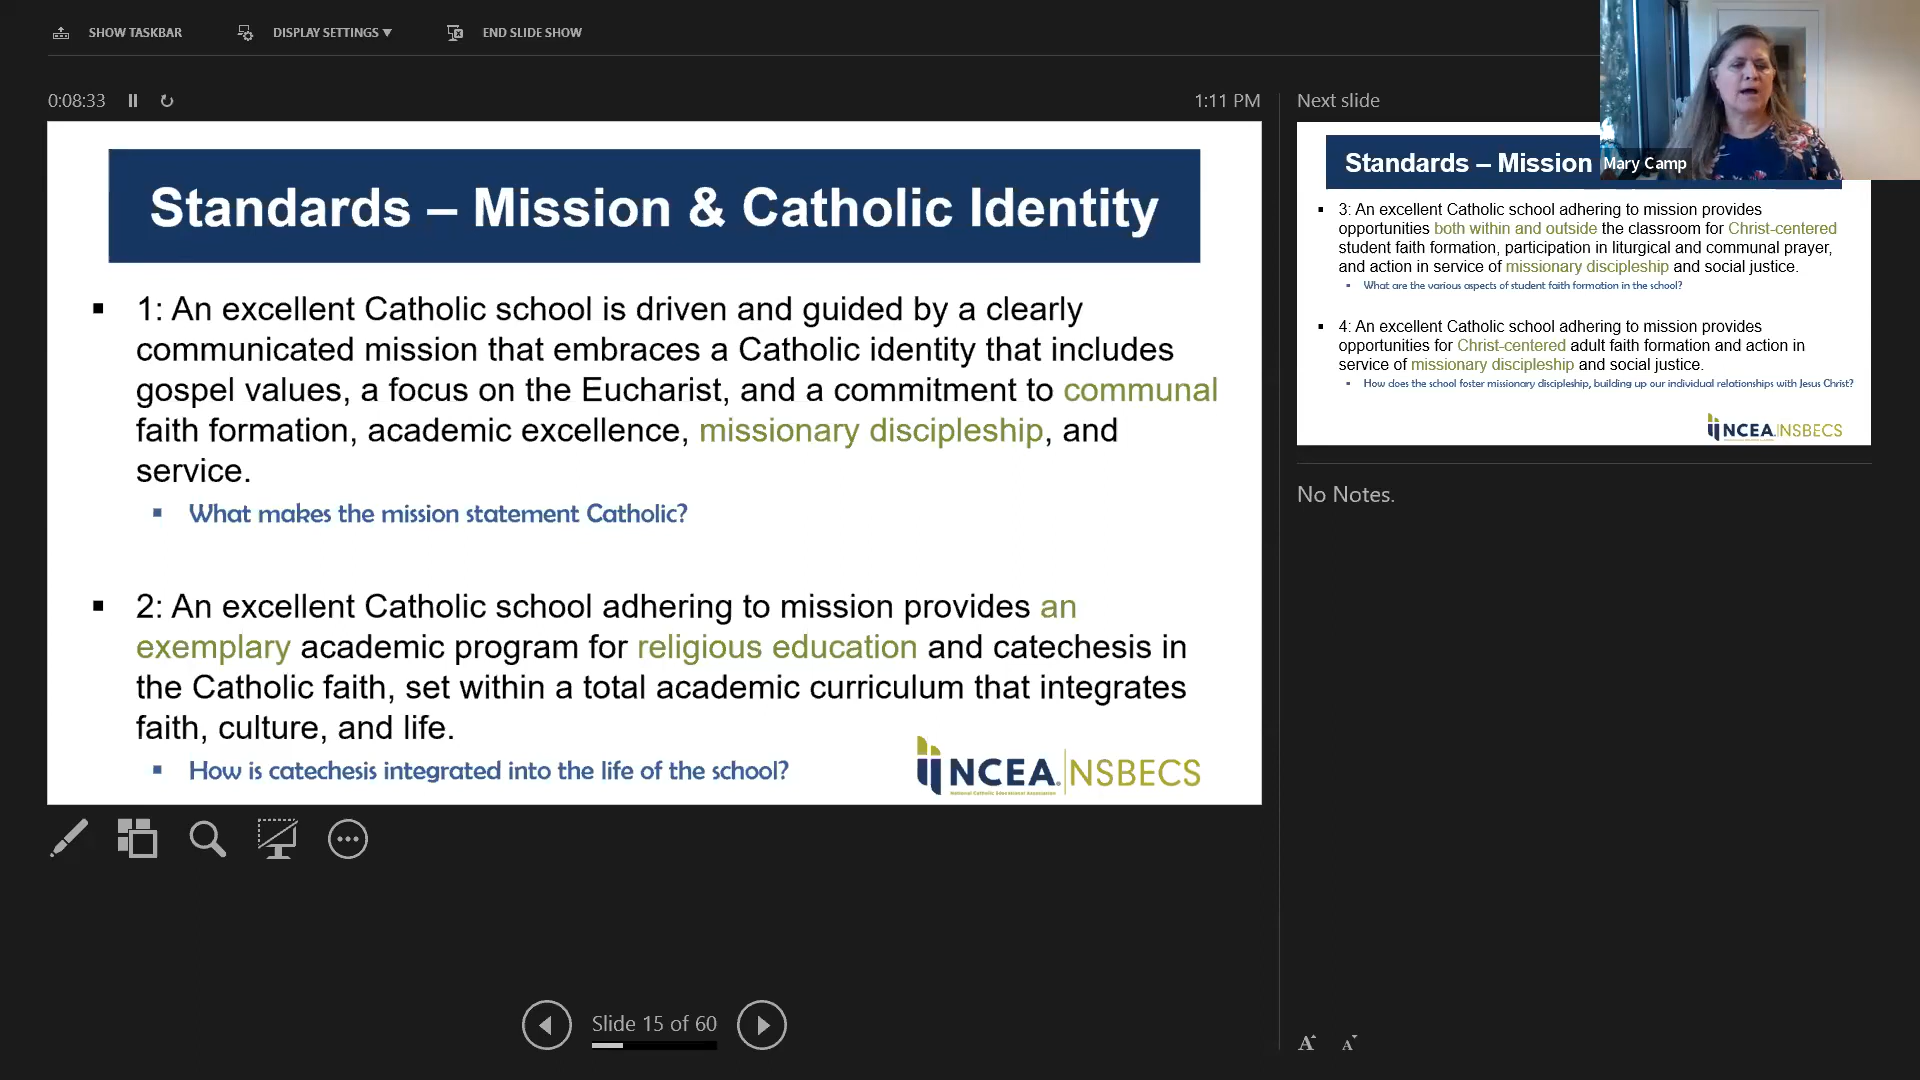 SHOW TASKBAR
DISPLAY SETTINGS ▼
END SLIDE SHOW
0:08:33
1:11 PM
Standards – Mission & Catholic Identity
▪ 1: An excellent Catholic school is driven and guided by a clearly
communicated mission that embraces a Catholic identity that includes
gospel values, a focus on the Eucharist, and a commitment to communal
faith formation, academic excellence, missionary discipleship, and
service.
▪ What makes the mission statement Catholic?
▪ 2: An excellent Catholic school adhering to mission provides an
exemplary academic program for religious education and catechesis in
the Catholic faith, set within a total academic curriculum that integrates
faith, culture, and life.
▪ How is catechesis integrated into the life of the school?
NCEA. NSBECS
National Catholic Educational Association
Slide 15 of 60
Next slide
Mary Camp
Standards – Mission
▪ 3: An excellent Catholic school adhering to mission provides
opportunities both within and outside the classroom for Christ-centered
student faith formation, participation in liturgical and communal prayer,
and action in service of missionary discipleship and social justice.
▪ What are the various aspects of student faith formation in the school?
▪ 4: An excellent Catholic school adhering to mission provides
opportunities for Christ-centered adult faith formation and action in
service of missionary discipleship and social justice.
▪ How does the school foster missionary discipleship, building up our individual relationships with Jesus Christ?
NCEA. NSBECS
No Notes.
A A